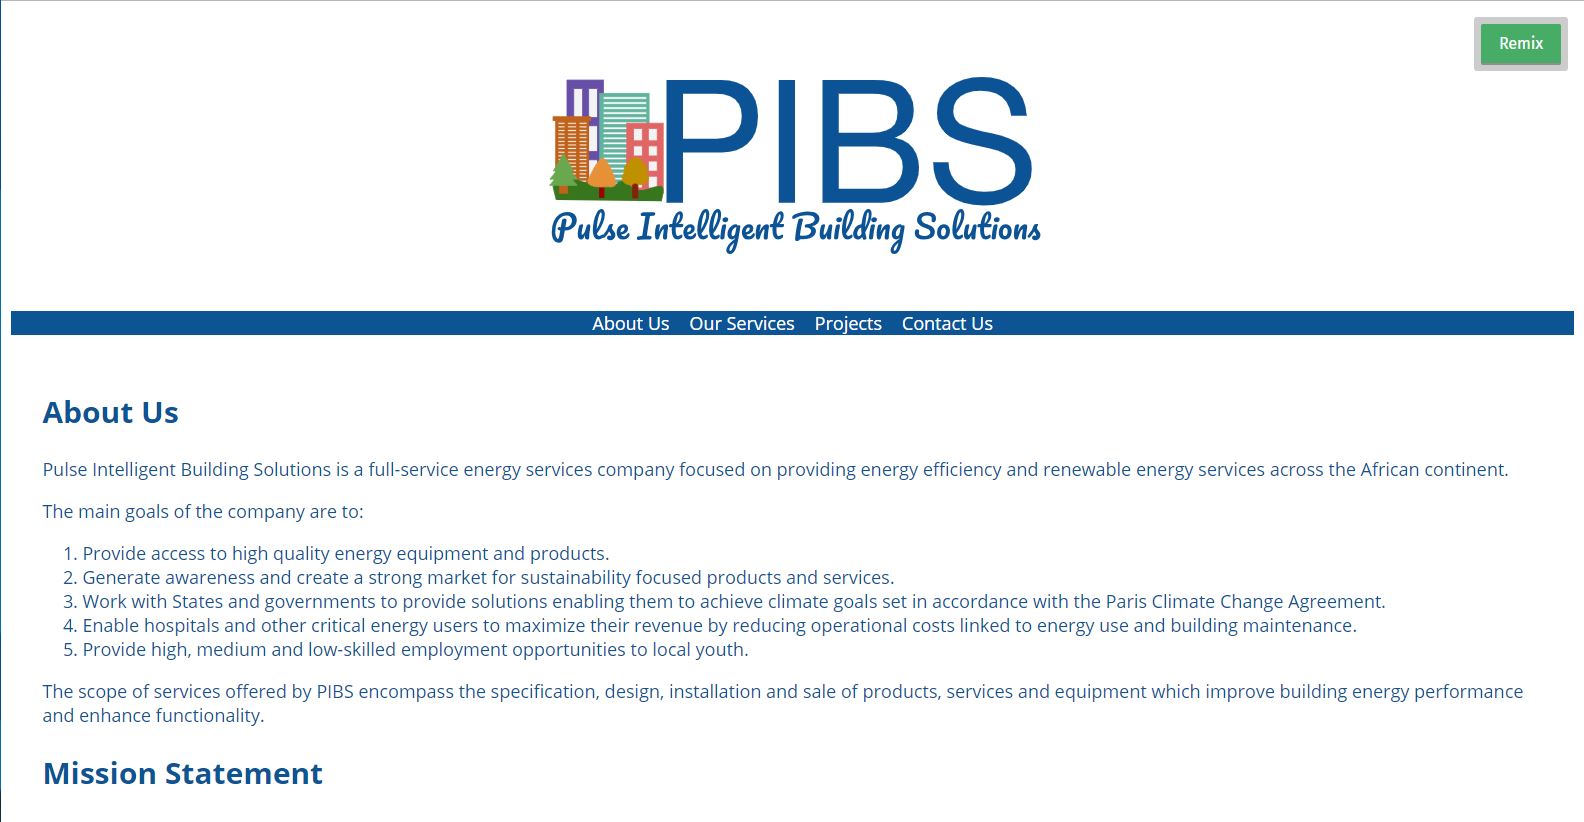 Remix
PIBS
Pulse Intelligent Building Solutions
About Us Our Services Projects Contact Us
About Us
Pulse Intelligent Building Solutions is a full-service energy services company focused on providing energy efficiency and renewable energy services across the African continent.
The main goals of the company are to:
1. Provide access to high quality energy equipment and products.
2. Generate awareness and create a strong market for sustainability focused products and services.
3. Work with States and governments to provide solutions enabling them to achieve climate goals set in accordance with the Paris Climate Change Agreement.
4. Enable hospitals and other critical energy users to maximize their revenue by reducing operational costs linked to energy use and building maintenance.
5. Provide high, medium and low-skilled employment opportunities to local youth.
The scope of services offered by PIBS encompass the specification, design, installation and sale of products, services and equipment which improve building energy performance
and enhance functionality.
Mission Statement